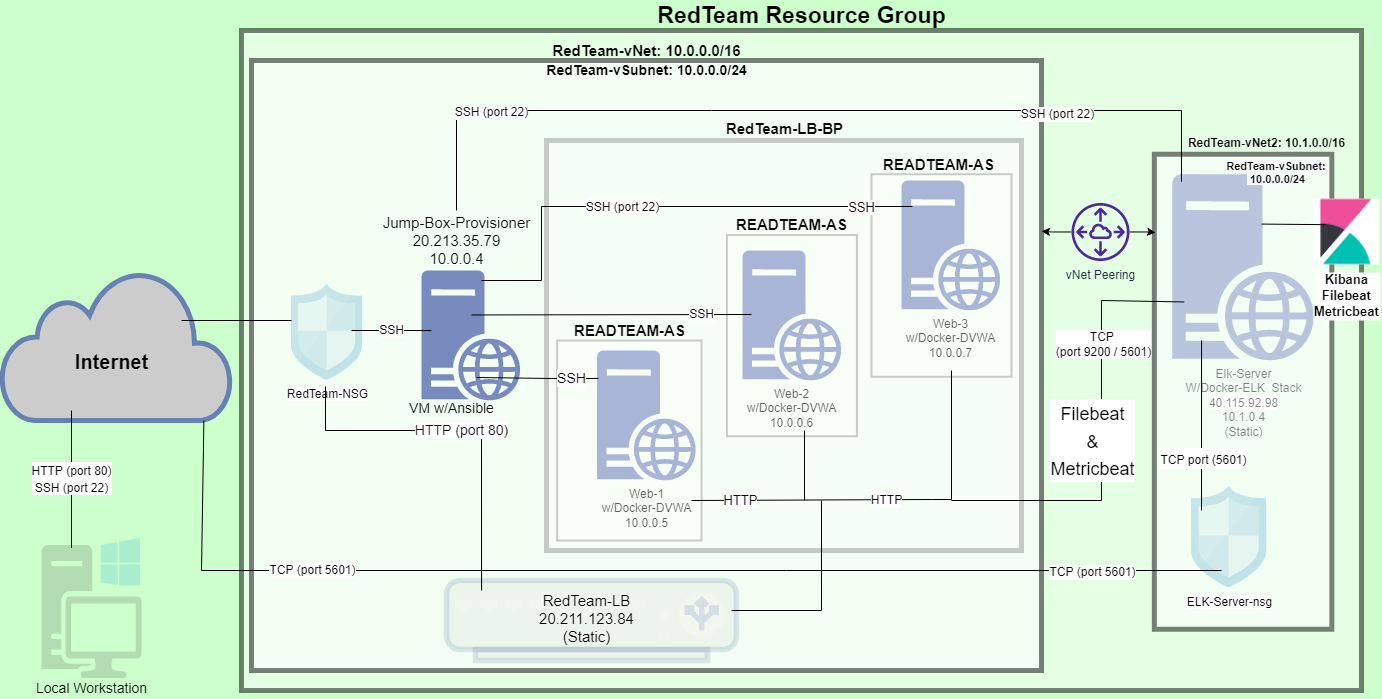 RedTeam Resource Group
RedTeam-vNet: 10.0.0.0/16
RedTeam-vSubnet: 10.0.0.0/24
SSH (port 22)
SSH (port 22)
RedTeam-LB-BP
RedTeam-vNet2: 10.1.0.0/16
RedTeam-vSubnet:
10.0.0.0/24
READTEAM-AS
READTEAM-AS
READTEAM-AS
Jump-Box-Provisioner
20.213.35.79
10.0.0.4
SSH (port 22)
SSH
SSH
SSH
SSH
vNet Peering
Kibana
Filebeat
Metricbeat
Internet
RedTeam-NSG
VM w/Ansible
HTTP (port 80)
Web-3
w/Docker-DVWA
10.0.0.7
Web-2
w/Docker-DVWA
10.0.0.6
Web-1
w/Docker-DVWA
10.0.0.5
TCP
(port 9200 / 5601)
Elk-Server
W/Docker-ELK_Stack
40.115.92.98
10.1.0.4
(Static)
Filebeat
&
Metricbeat
HTTP (port 80)
SSH (port 22)
TCP port (5601)
HTTP
HTTP
TCP (port 5601)
TCP (port 5601)
RedTeam-LB
20.211.123.84
(Static)
ELK-Server-nsg
Local Workstation